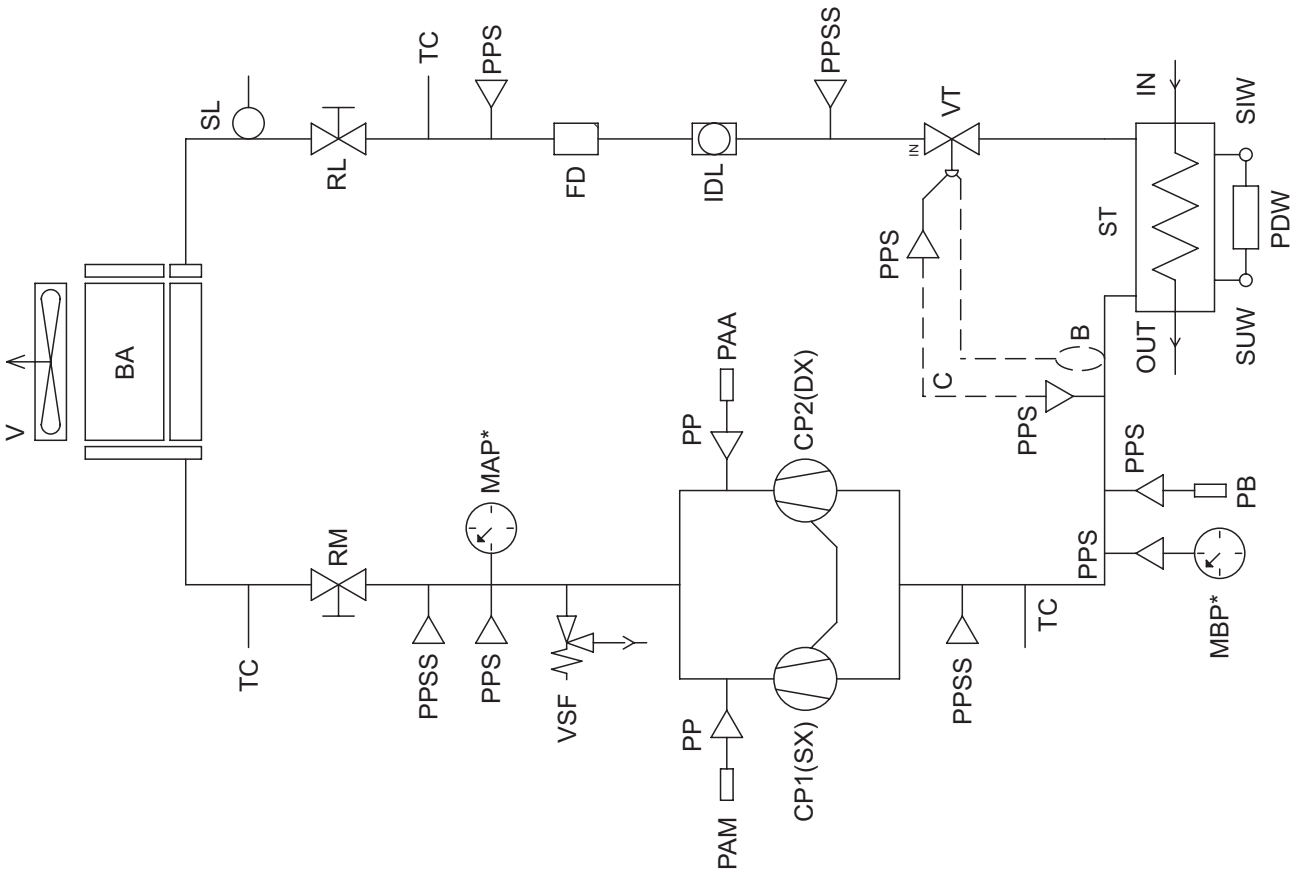 V
BA
SL
TC
RL
PPS
FD
IDL
PPSS
IN
VT
PPS
C
B
PPS
ST
IN
OUT
SIW
SUW
PDW
TC
RM
PPSS
MAP*
PPS
VSF
PP
PAA
PP
PAM
CP1(SX)
CP2(DX)
PPSS
TC
PPS
PPS
MBP*
PB